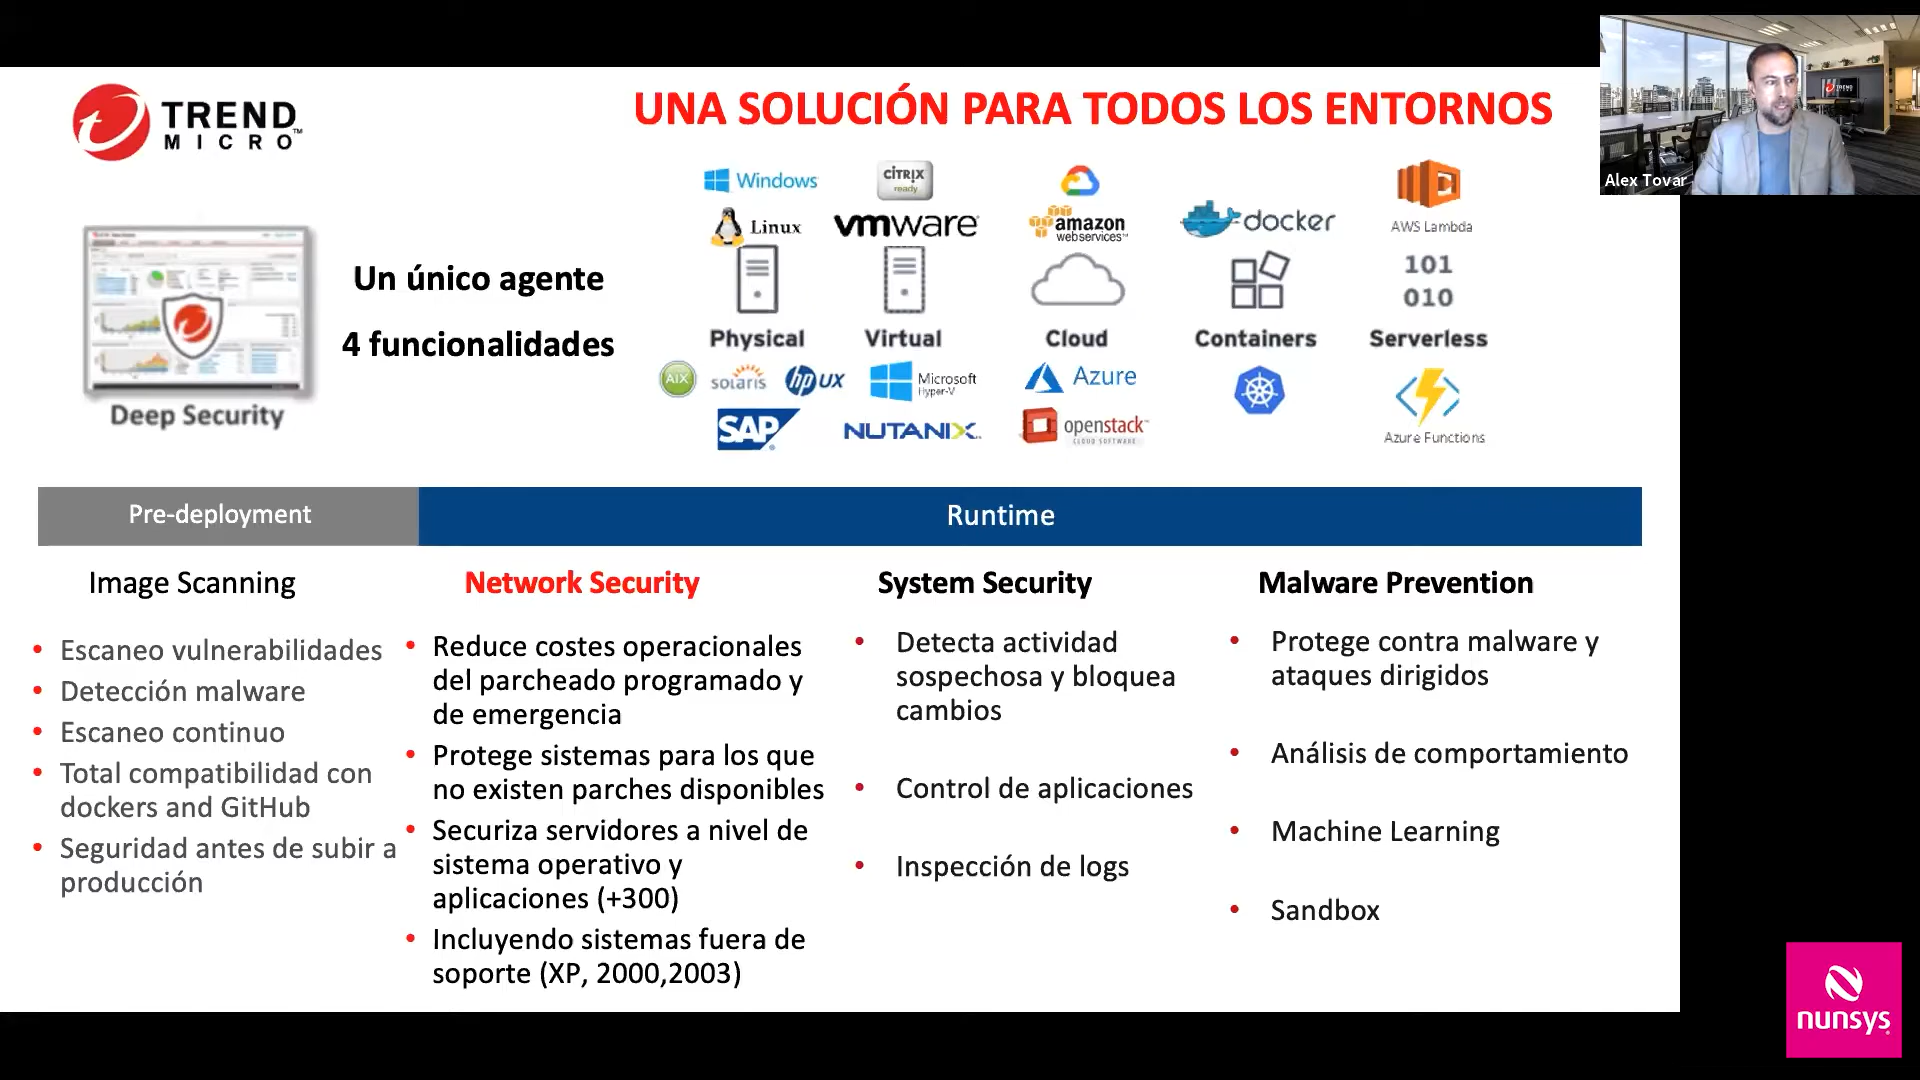 TREND
MICRO™
UNA SOLUCIÓN PARA TODOS LOS ENTORNOS
Alex Tovar
Windows
CITRIX
ready
Linux
vmware
amazon
webservices™
docker
AWS Lambda
Un único agente
4 funcionalidades
Deep Security
101
010
Physical
Virtual
Cloud
Containers
Serverless
AIX
solaris
hp UX
Microsoft
Hyper-V
Azure
SAP
NUTANIX
openstack™
CLOUD SOFTWARE
Azure Functions
Pre-deployment
Runtime
Image Scanning
• Escaneo vulnerabilidades
• Detección malware
• Escaneo continuo
• Total compatibilidad con
dockers and GitHub
• Seguridad antes de subir a
producción
Network Security
• Reduce costes operacionales
del parcheado programado y
de emergencia
• Protege sistemas para los que
no existen parches disponibles
• Securiza servidores a nivel de
sistema operativo y
aplicaciones (+300)
• Incluyendo sistemas fuera de
soporte (XP, 2000,2003)
System Security
• Detecta actividad
sospechosa y bloquea
cambios
• Control de aplicaciones
• Inspección de logs
Malware Prevention
• Protege contra malware y
ataques dirigidos
• Análisis de comportamiento
• Machine Learning
• Sandbox
nunsys